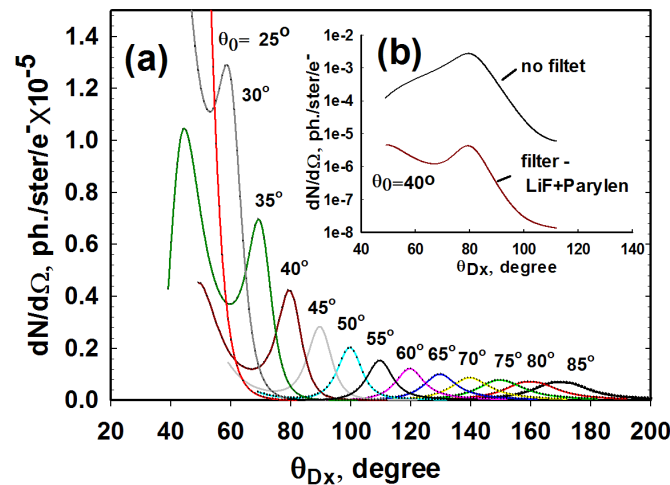 dN/dΩ, ph./ster/e⁻X10⁻⁵
1.4
1.2
1.0
0.8
0.6
0.4
0.2
0.0
(a)
θ₀= 25º
30º
35º
40º
45º
50º
55º
60º
65º
70º
75º
80º
85º
20 40 60 80 100 120 140 160 180 200
θDx, degree
(b)
dN/dΩ, ph./ster/e⁻
1e-2
1e-3
1e-4
1e-5
1e-6
1e-7
1e-8
no filtet
filter -
LiF+Parylen
θ₀=40º
40 60 80 100 120 140
θDx, degree